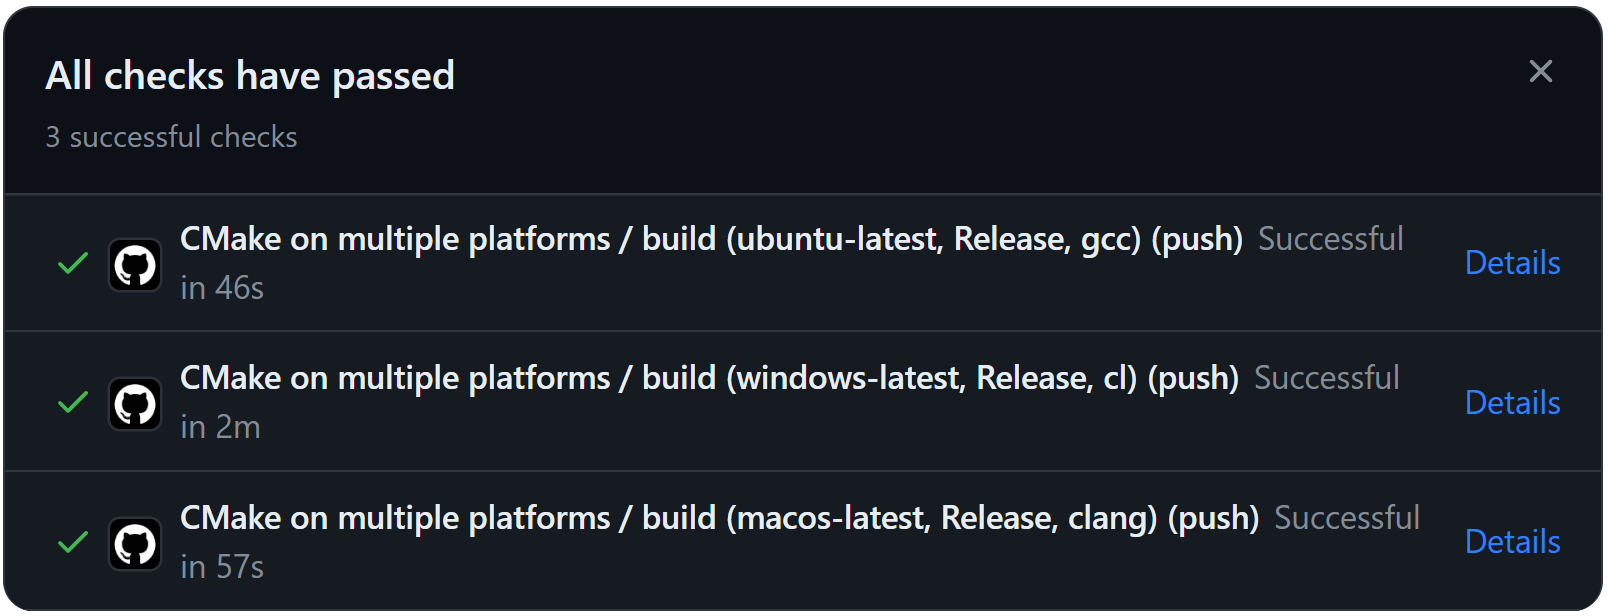 All checks have passed
3 successful checks
CMake on multiple platforms / build (ubuntu-latest, Release, gcc) (push) Successful
in 46s
Details
CMake on multiple platforms / build (windows-latest, Release, cl) (push) Successful
in 2m
Details
CMake on multiple platforms / build (macos-latest, Release, clang) (push) Successful
in 57s
Details